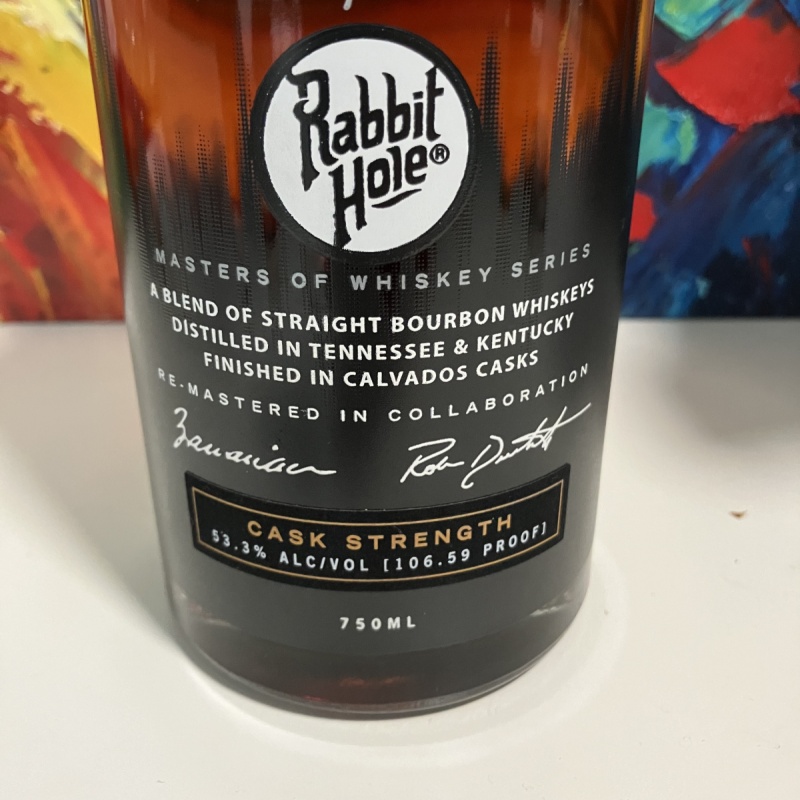 Rabbit
Hole®
MASTERS OF WHISKEY SERIES
A BLEND OF STRAIGHT BOURBON WHISKEYS
DISTILLED IN TENNESSEE & KENTUCKY
FINISHED IN CALVADOS CASKS
RE-MASTERED IN COLLABORATION
Zamanian
CASK STRENGTH
53.3% ALC/VOL [106.59 PROOF]
750ML